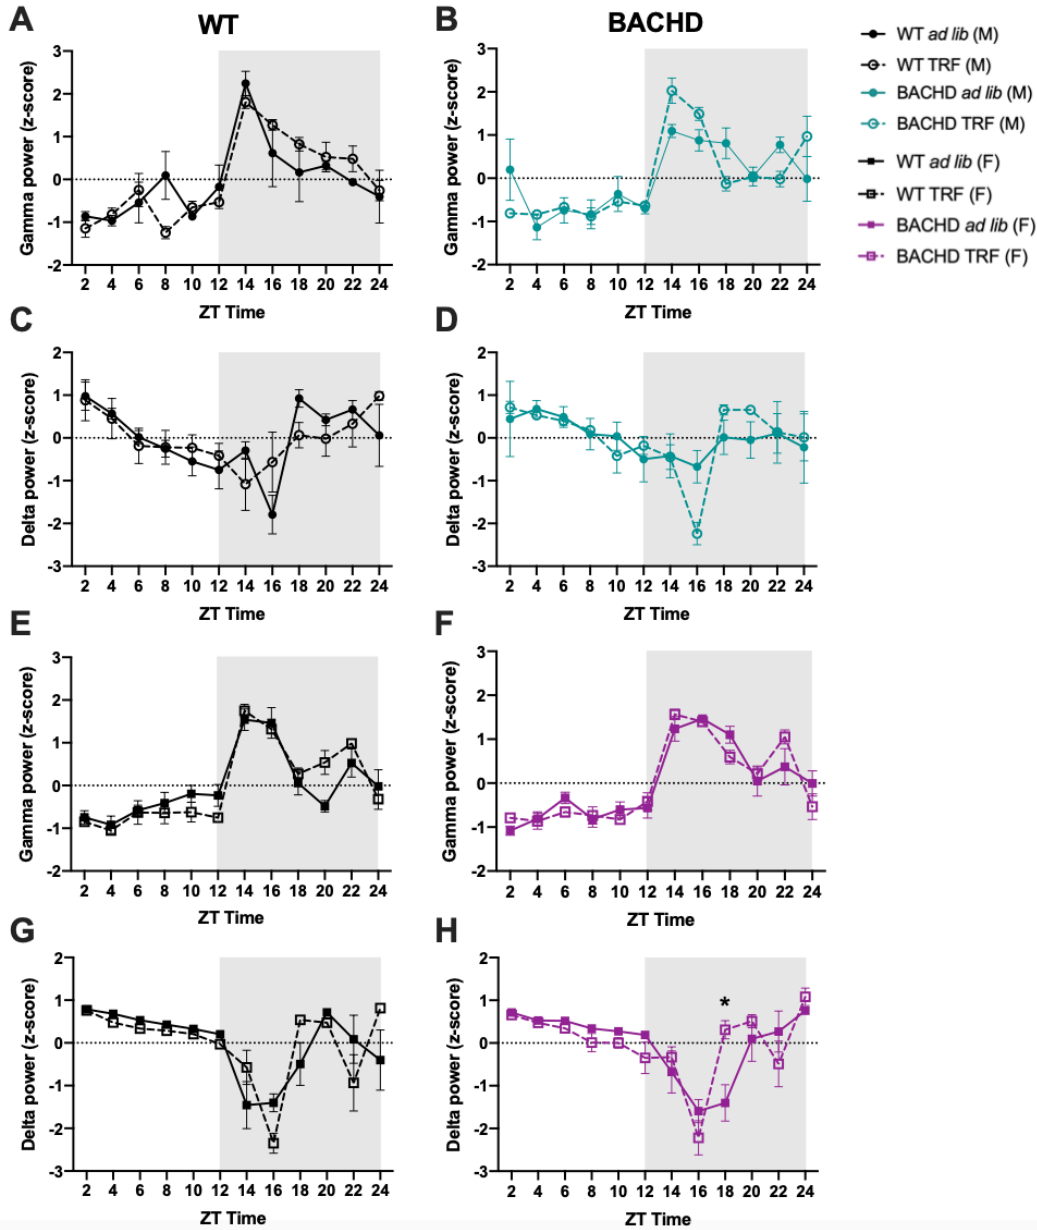 A
WT
B
BACHD
WT ad lib (M)
WT TRF (M)
BACHD ad lib (M)
BACHD TRF (M)
WT ad lib (F)
WT TRF (F)
BACHD ad lib (F)
BACHD TRF (F)
Gamma power (z-score)
3
2
1
0
-1
-2
2 4 6 8 10 12 14 16 18 20 22 24
ZT Time
Gamma power (z-score)
3
2
1
0
-1
-2
2 4 6 8 10 12 14 16 18 20 22 24
ZT Time
C
Delta power (z-score)
2
1
0
-1
-2
-3
2 4 6 8 10 12 14 16 18 20 22 24
ZT Time
D
Delta power (z-score)
2
1
0
-1
-2
-3
2 4 6 8 10 12 14 16 18 20 22 24
ZT Time
E
Gamma power (z-score)
3
2
1
0
-1
-2
2 4 6 8 10 12 14 16 18 20 22 24
ZT Time
F
Gamma power (z-score)
3
2
1
0
-1
-2
2 4 6 8 10 12 14 16 18 20 22 24
ZT Time
G
Delta power (z-score)
2
1
0
-1
-2
-3
2 4 6 8 10 12 14 16 18 20 22 24
ZT Time
H
Delta power (z-score)
2
1
0
-1
-2
-3
*
2 4 6 8 10 12 14 16 18 20 22 24
ZT Time